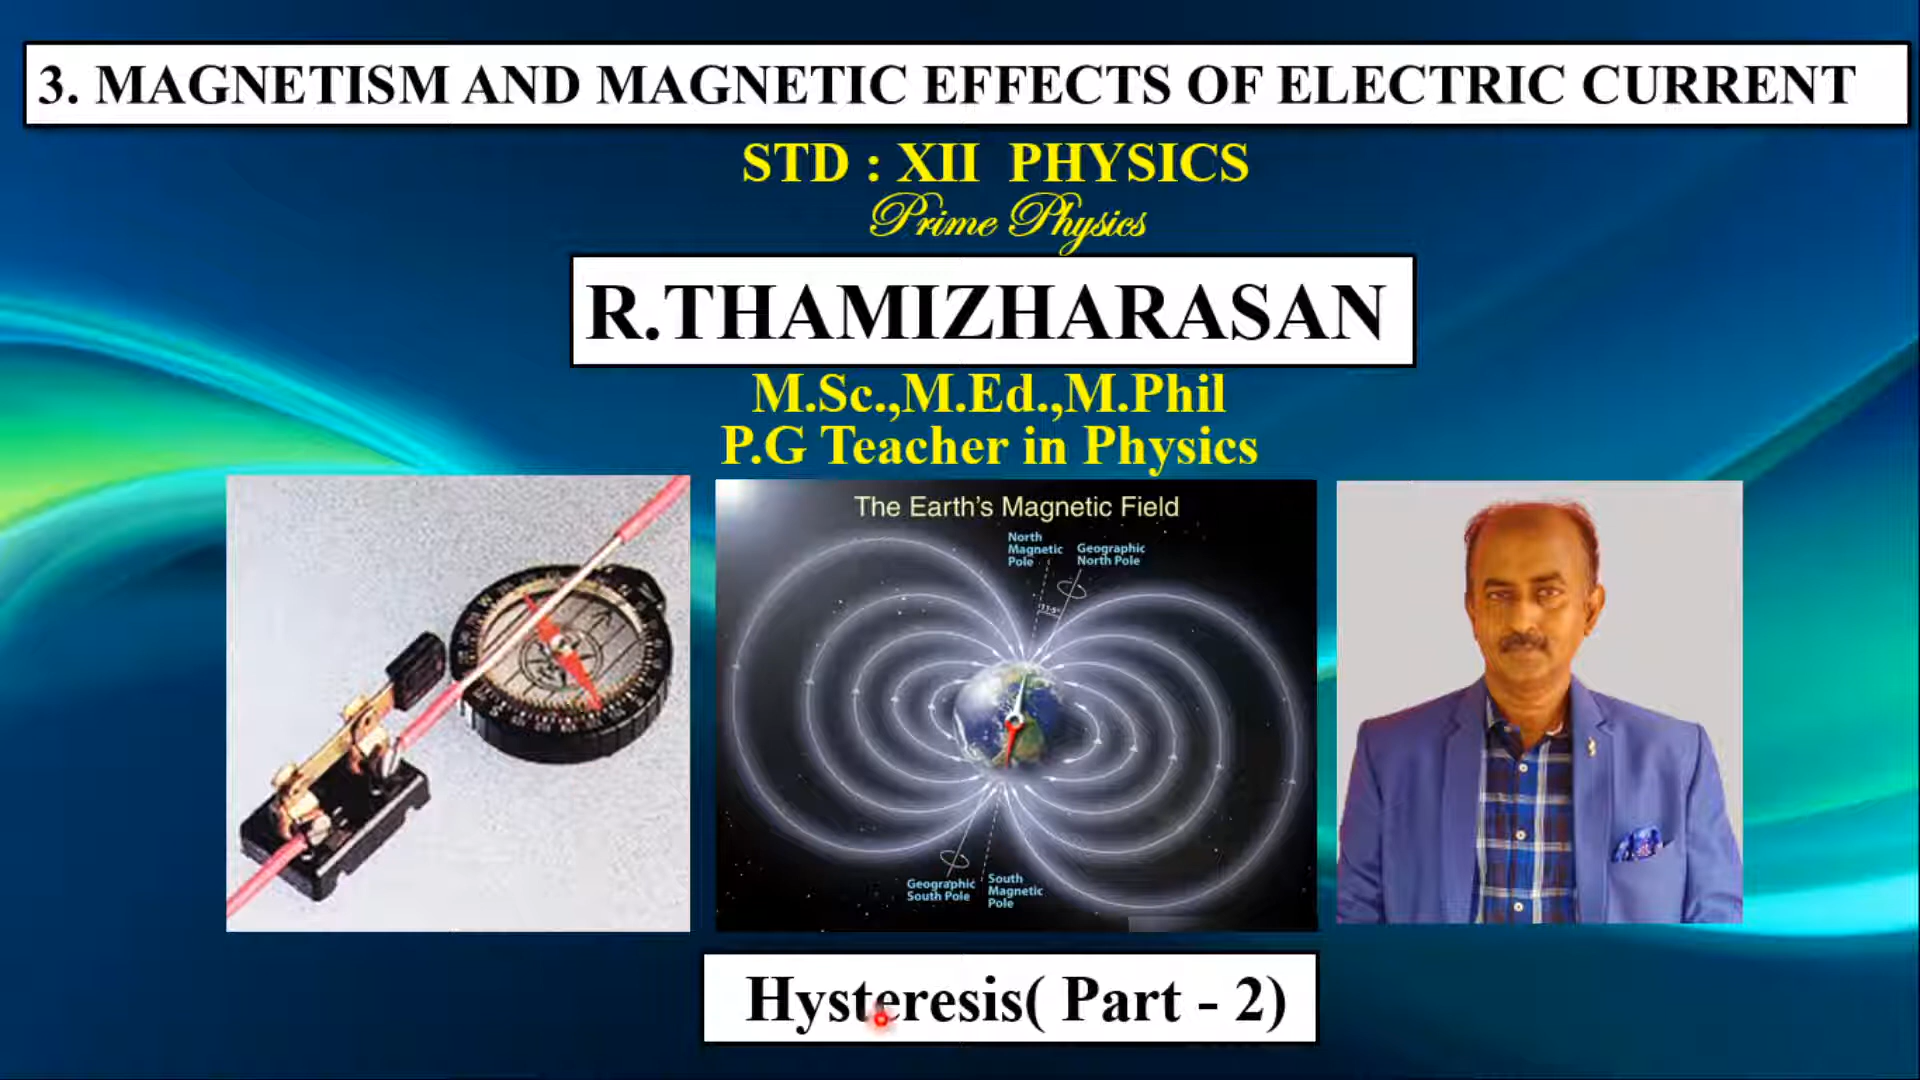 3. MAGNETISM AND MAGNETIC EFFECTS OF ELECTRIC CURRENT
STD : XII PHYSICS
Prime Physics
R.THAMIZHARASAN
M.Sc.,M.Ed.,M.Phil
P.G Teacher in Physics
The Earth's Magnetic Field
North
Magnetic
Pole
Geographic
North Pole
Geographic
South Pole
South
Magnetic
Pole
Hysteresis( Part - 2)